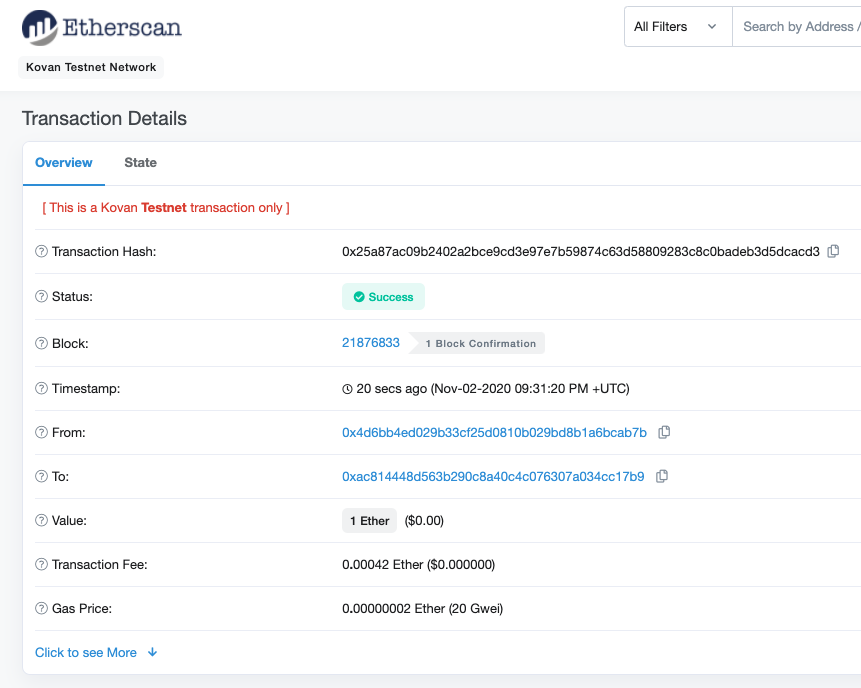 Etherscan
All Filters
Search by Address /
Kovan Testnet Network
Transaction Details
Overview State
[ This is a Kovan Testnet transaction only ]
Transaction Hash: 0x25a87ac09b2402a2bce9cd3e97e7b59874c63d58809283c8c0badeb3d5dcacd3
Status: Success
Block: 21876833 1 Block Confirmation
Timestamp: 20 secs ago (Nov-02-2020 09:31:20 PM +UTC)
From: 0x4d6bb4ed029b33cf25d0810b029bd8b1a6bcab7b
To: 0xac814448d563b290c8a40c4c076307a034cc17b9
Value: 1 Ether ($0.00)
Transaction Fee: 0.00042 Ether ($0.000000)
Gas Price: 0.00000002 Ether (20 Gwei)
Click to see More